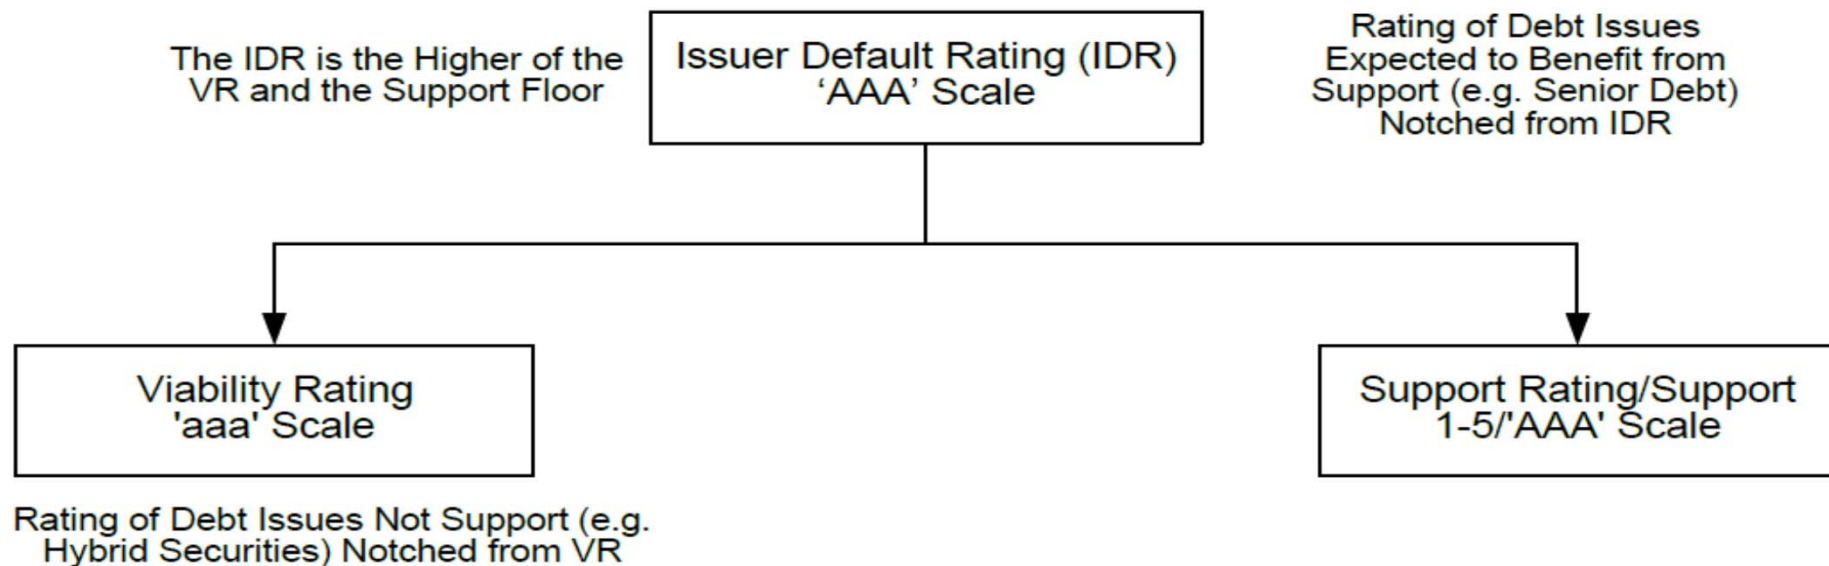 The IDR is the Higher of the
VR and the Support Floor
Issuer Default Rating (IDR)
‘AAA’ Scale
Rating of Debt Issues
Expected to Benefit from
Support (e.g. Senior Debt)
Notched from IDR
Viability Rating
'aaa' Scale
Support Rating/Support
1-5/'AAA' Scale
Rating of Debt Issues Not Support (e.g.
Hybrid Securities) Notched from VR